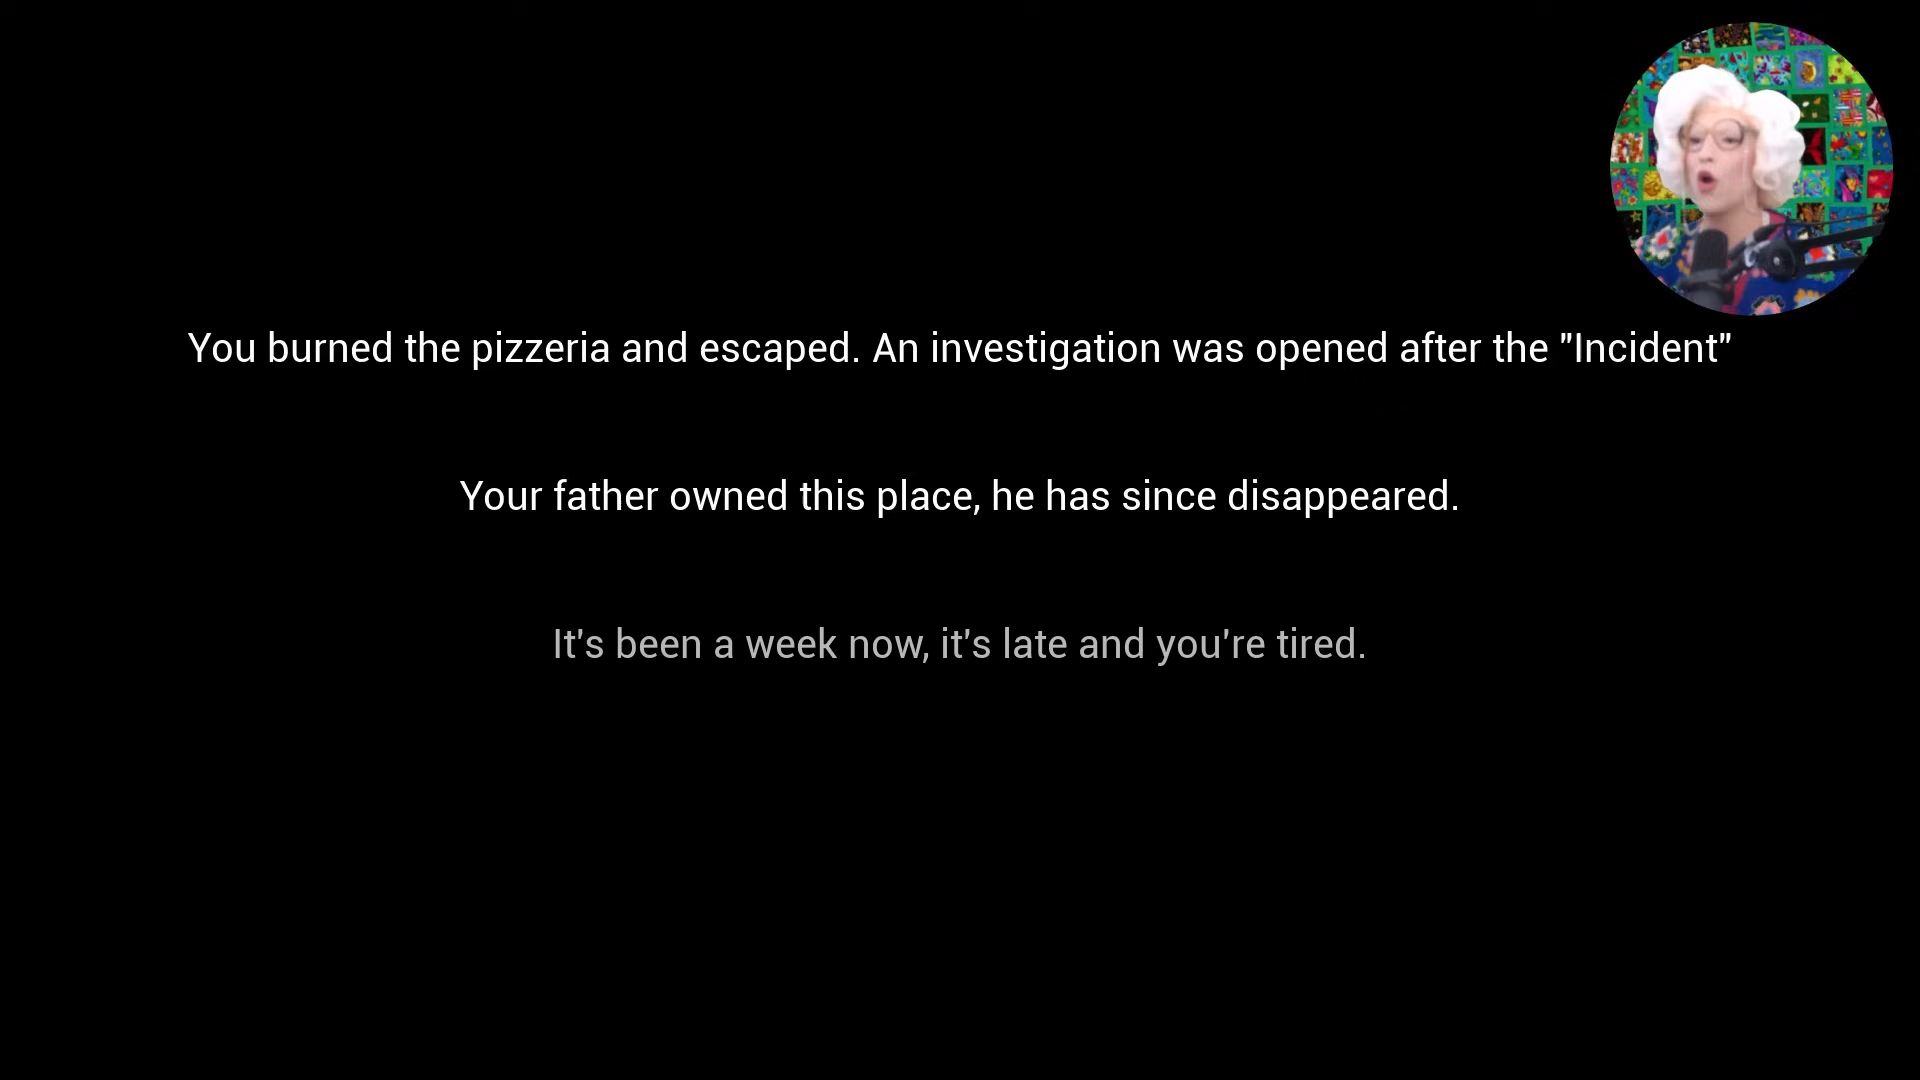 You burned the pizzeria and escaped. An investigation was opened after the "Incident"
Your father owned this place, he has since disappeared.
It's been a week now, it's late and you're tired.